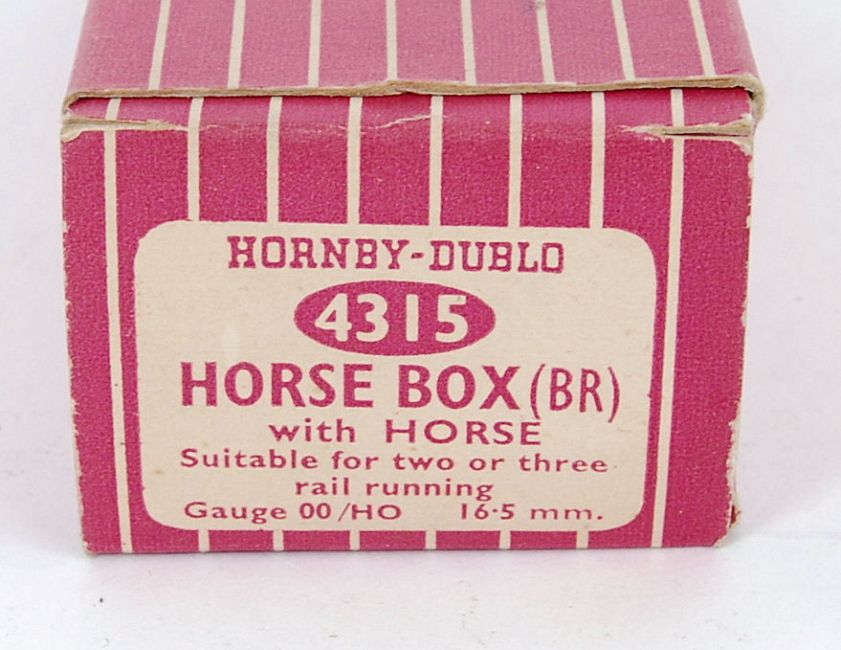 HORNBY-DUBLO
4315
HORSE BOX (BR)
with HORSE
Suitable for two or three
rail running
Gauge 00/HO 16·5 mm.